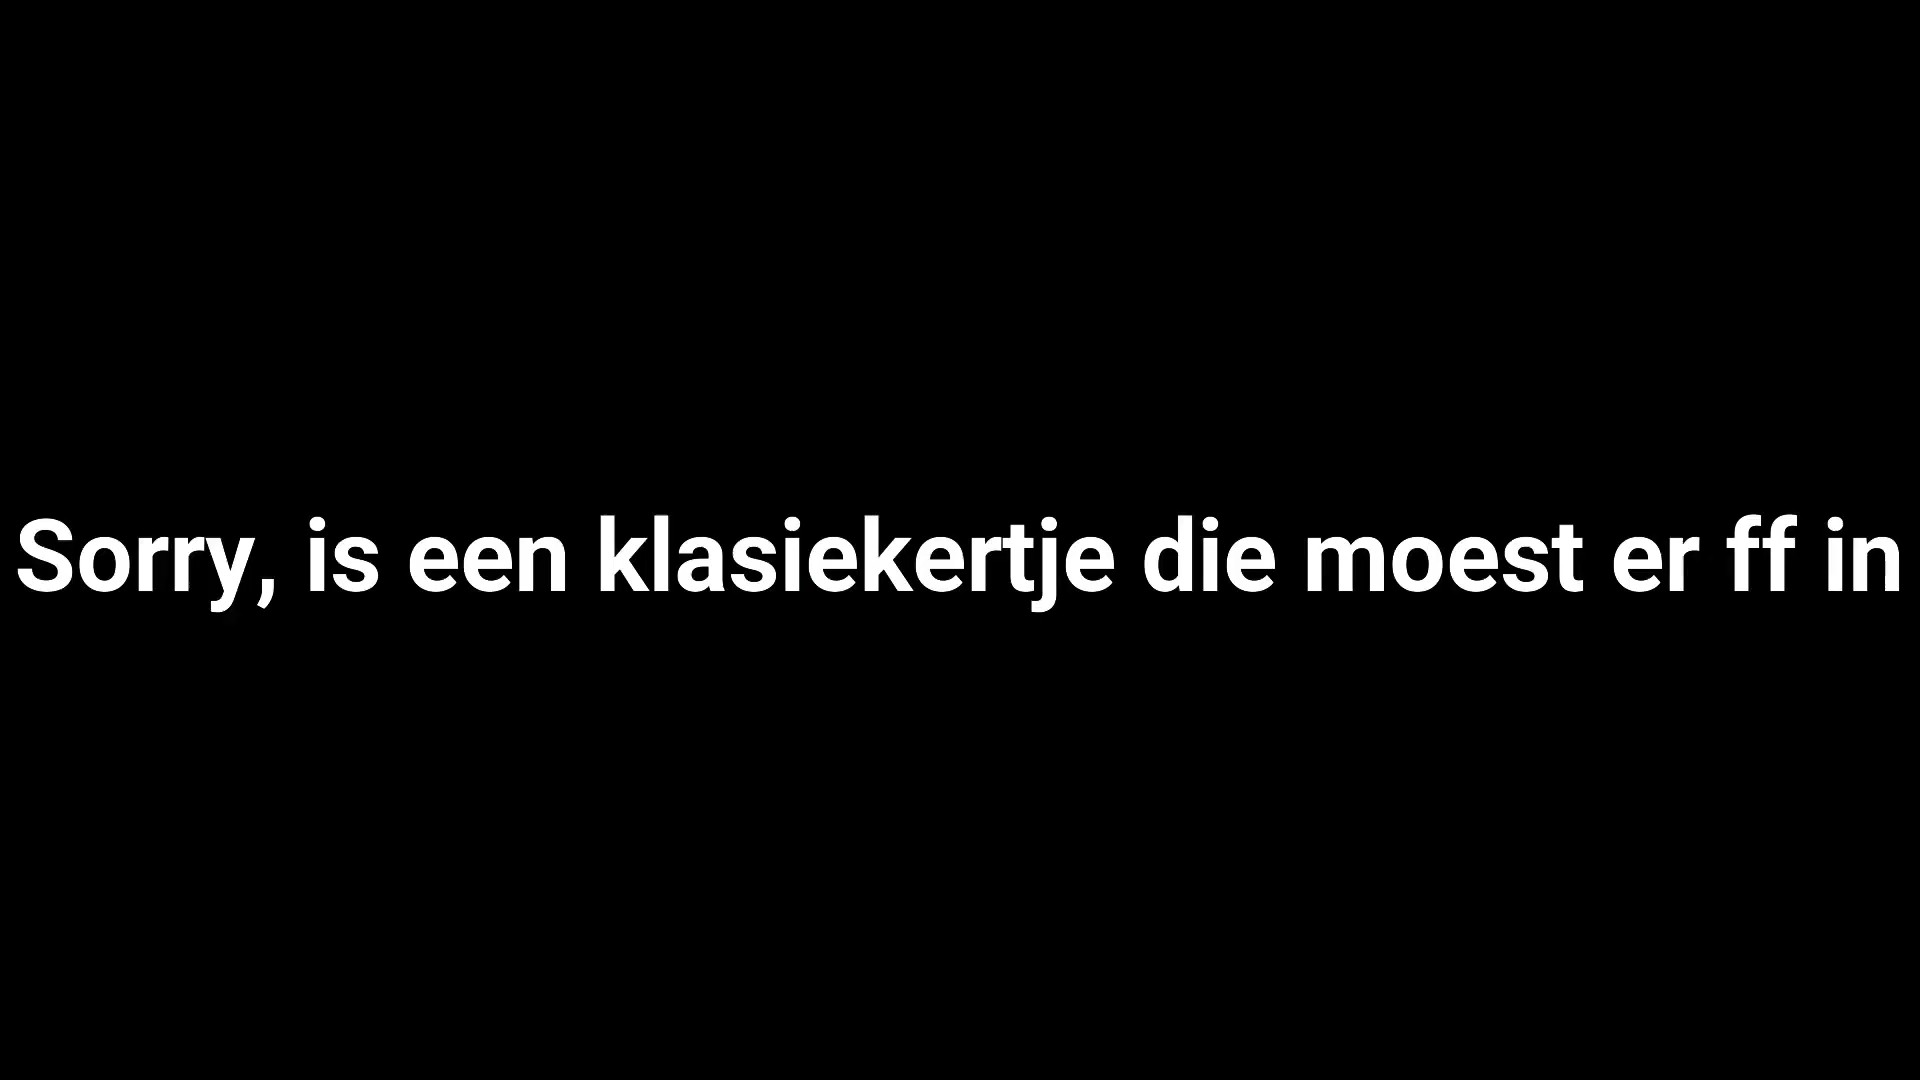 Sorry, is een klasiekertje die moest er ff in